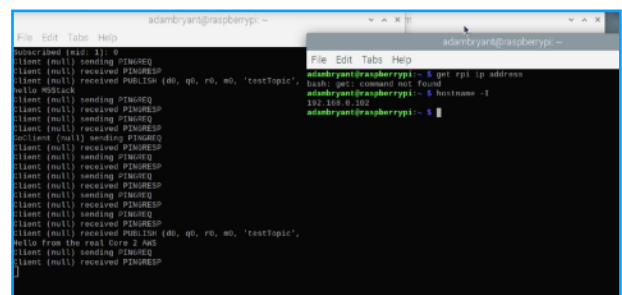 adambryant@raspberrypi: ~
File Edit Tabs Help
Subscribed (mid: 1): 0
Client (null) sending PINGREQ
Client (null) received PINGRESP
Client (null) received PUBLISH (d0, q0, r0, m0, 'testTopic',
hello M5Stack
Client (null) sending PINGREQ
Client (null) received PINGRESP
Client (null) sending PINGREQ
Client (null) received PINGRESP
CoClient (null) sending PINGREQ
Client (null) received PINGRESP
Client (null) sending PINGREQ
Client (null) received PINGRESP
Client (null) sending PINGREQ
Client (null) received PINGRESP
Client (null) sending PINGREQ
Client (null) received PINGRESP
Client (null) sending PINGREQ
Client (null) received PINGRESP
Client (null) received PUBLISH (d0, q0, r0, m0, 'testTopic',
Hello from the real Core 2 AWS
Client (null) sending PINGREQ
Client (null) received PINGRESP
adambryant@raspberrypi: ~
File Edit Tabs Help
adambryant@raspberrypi:~ $ get rpi ip address
bash: get: command not found
adambryant@raspberrypi:~ $ hostname -I
192.168.0.102
adambryant@raspberrypi:~ $